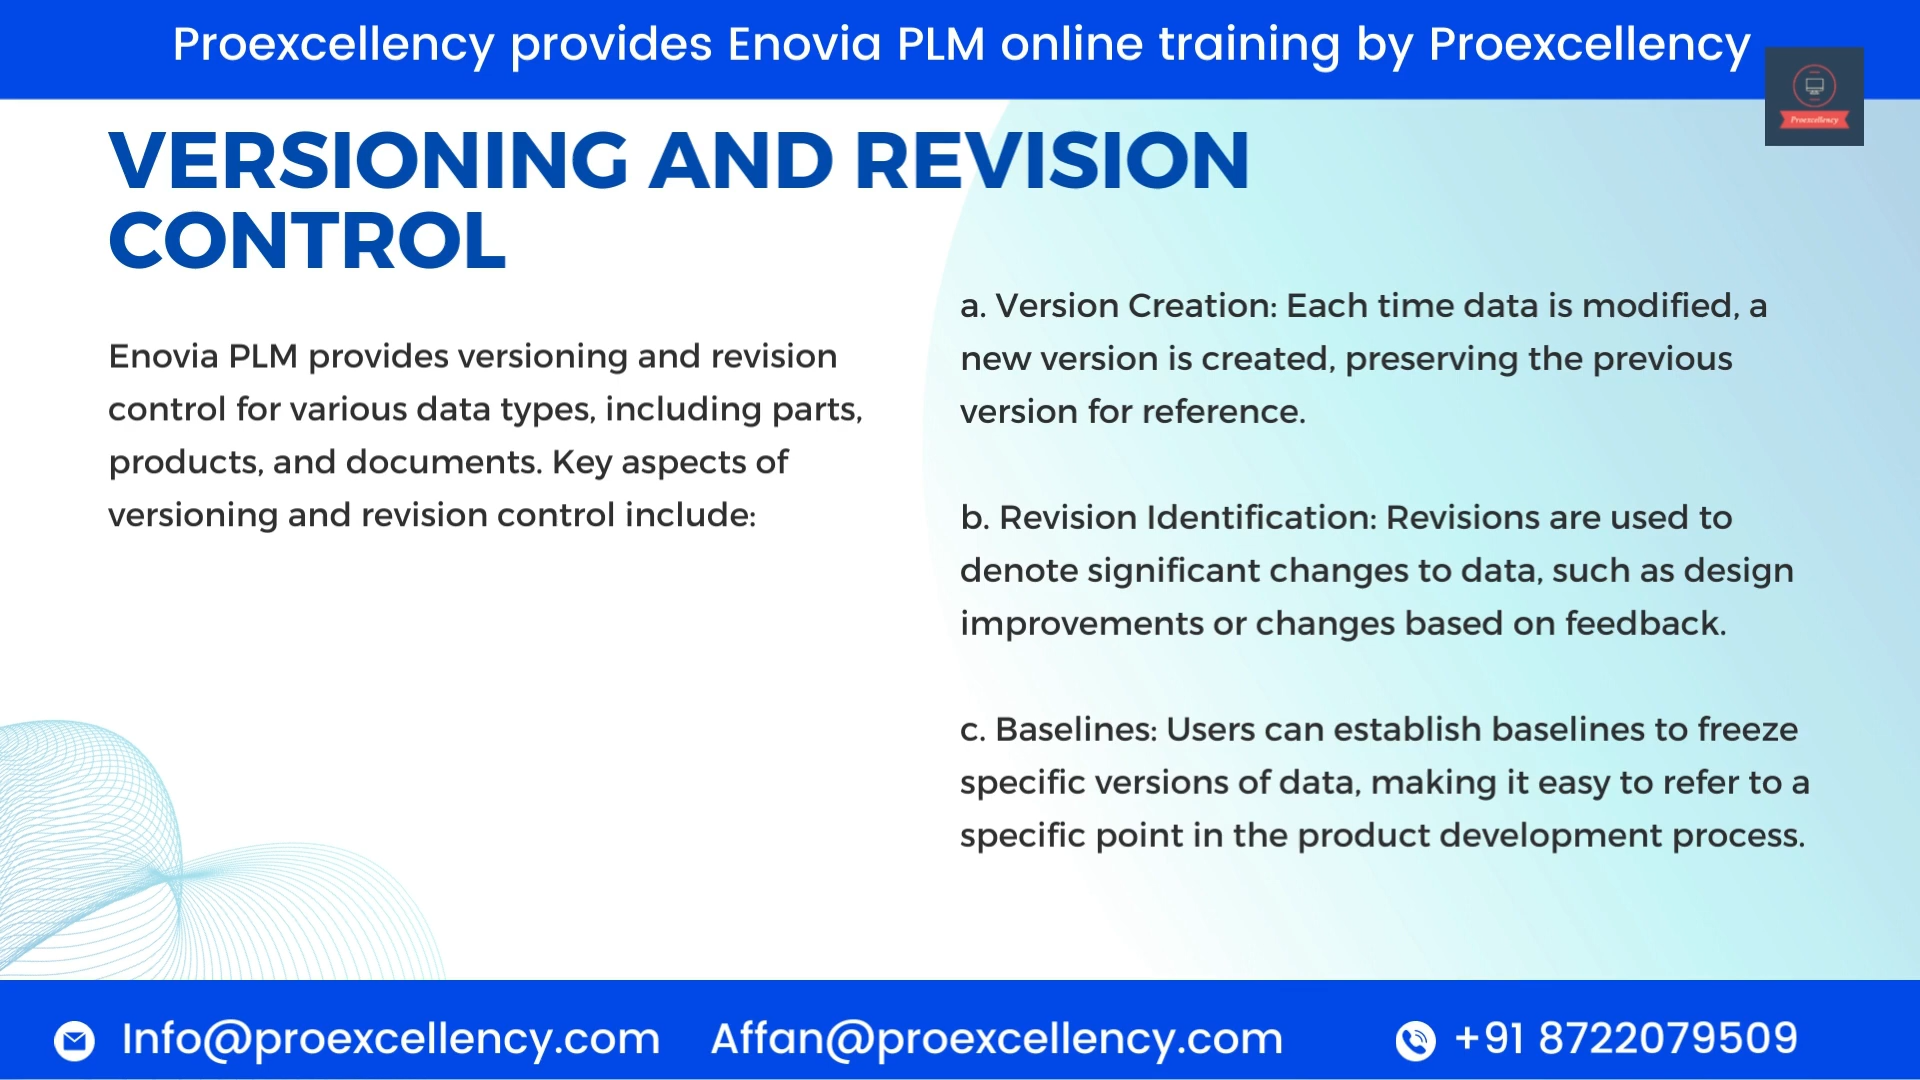 Proexcellency provides Enovia PLM online training by Proexcellency
Proexcellency
VERSIONING AND REVISION
CONTROL
Enovia PLM provides versioning and revision
control for various data types, including parts,
products, and documents. Key aspects of
versioning and revision control include:
a. Version Creation: Each time data is modified, a
new version is created, preserving the previous
version for reference.
b. Revision Identification: Revisions are used to
denote significant changes to data, such as design
improvements or changes based on feedback.
c. Baselines: Users can establish baselines to freeze
specific versions of data, making it easy to refer to a
specific point in the product development process.
Info@proexcellency.com Affan@proexcellency.com +91 8722079509